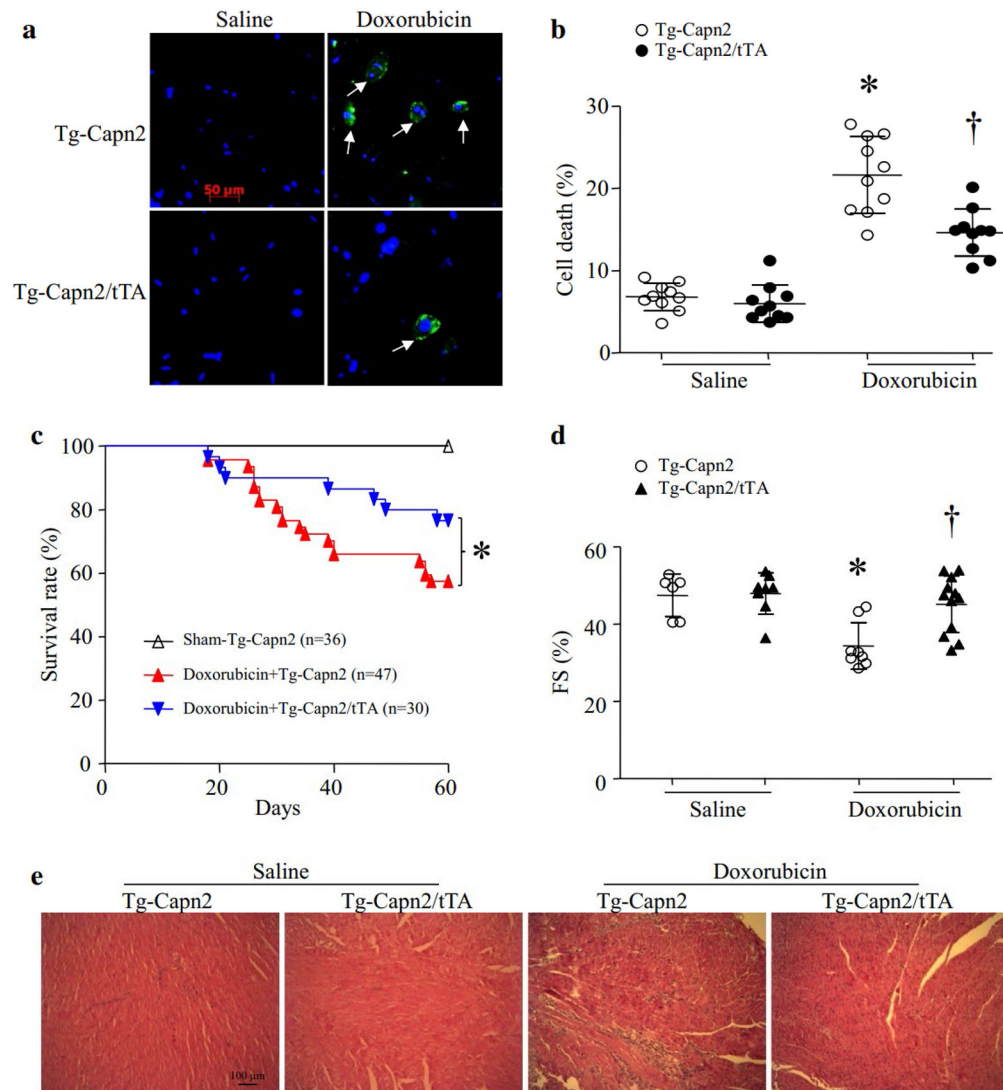 a
Saline Doxorubicin
Tg-Capn2
50 μm
Tg-Capn2/tTA
b
Tg-Capn2
Tg-Capn2/tTA
Cell death (%)
30
20
10
0
*
†
Saline Doxorubicin
c
Survival rate (%)
100
80
60
40
20
0
*
Sham-Tg-Capn2 (n=36)
Doxorubicin+Tg-Capn2 (n=47)
Doxorubicin+Tg-Capn2/tTA (n=30)
0 20 40 60
Days
d
Tg-Capn2
Tg-Capn2/tTA
FS (%)
60
40
20
0
*
†
Saline Doxorubicin
e
Saline Doxorubicin
Tg-Capn2 Tg-Capn2/tTA Tg-Capn2 Tg-Capn2/tTA
100 μm